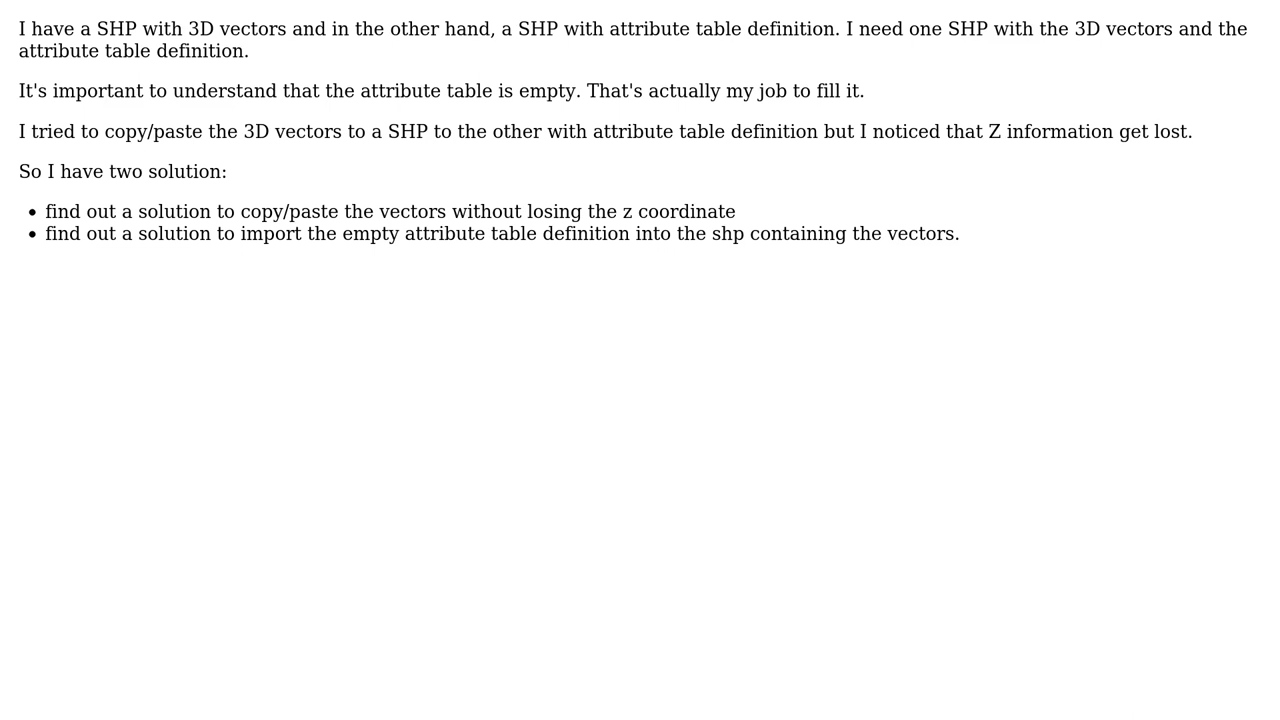 I have a SHP with 3D vectors and in the other hand, a SHP with attribute table definition. I need one SHP with the 3D vectors and the
attribute table definition.
It's important to understand that the attribute table is empty. That's actually my job to fill it.
I tried to copy/paste the 3D vectors to a SHP to the other with attribute table definition but I noticed that Z information get lost.
So I have two solution:
• find out a solution to copy/paste the vectors without losing the z coordinate
• find out a solution to import the empty attribute table definition into the shp containing the vectors.